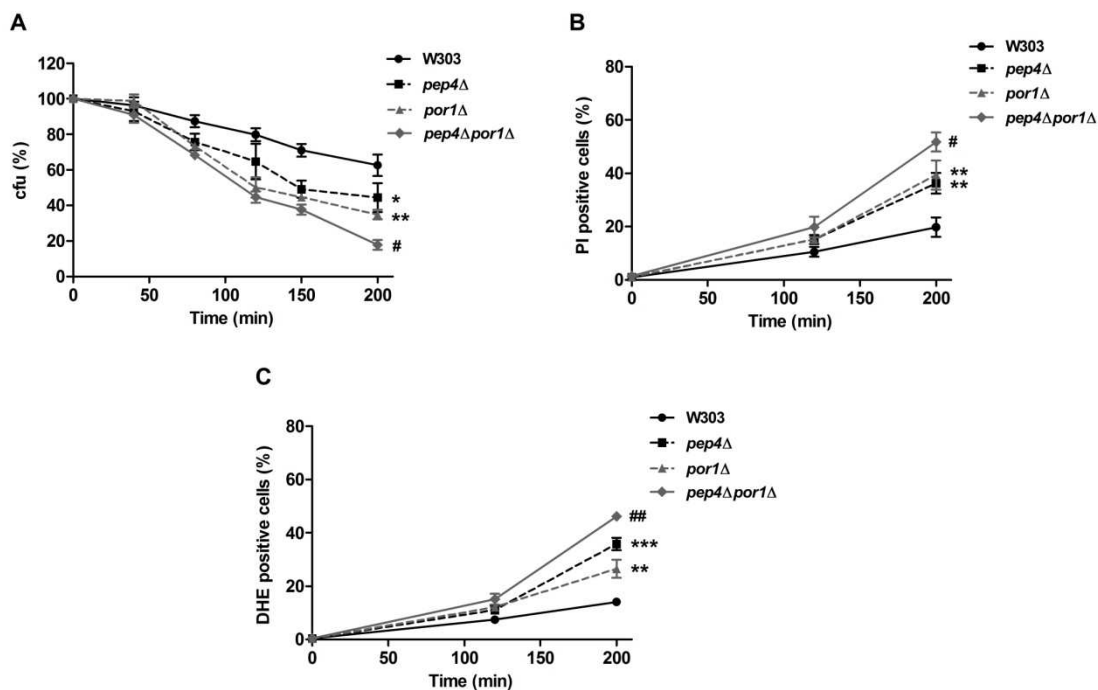 A
cfu (%)
120
100
80
60
40
20
0
0 50 100 150 200
Time (min)
W303
pep4Δ
por1Δ
pep4Δpor1Δ
*
**
#
B
PI positive cells (%)
80
60
40
20
0
0 50 100 150 200
Time (min)
W303
pep4Δ
por1Δ
pep4Δpor1Δ
#
**
**
C
DHE positive cells (%)
80
60
40
20
0
0 50 100 150 200
Time (min)
W303
pep4Δ
por1Δ
pep4Δpor1Δ
##
***
**